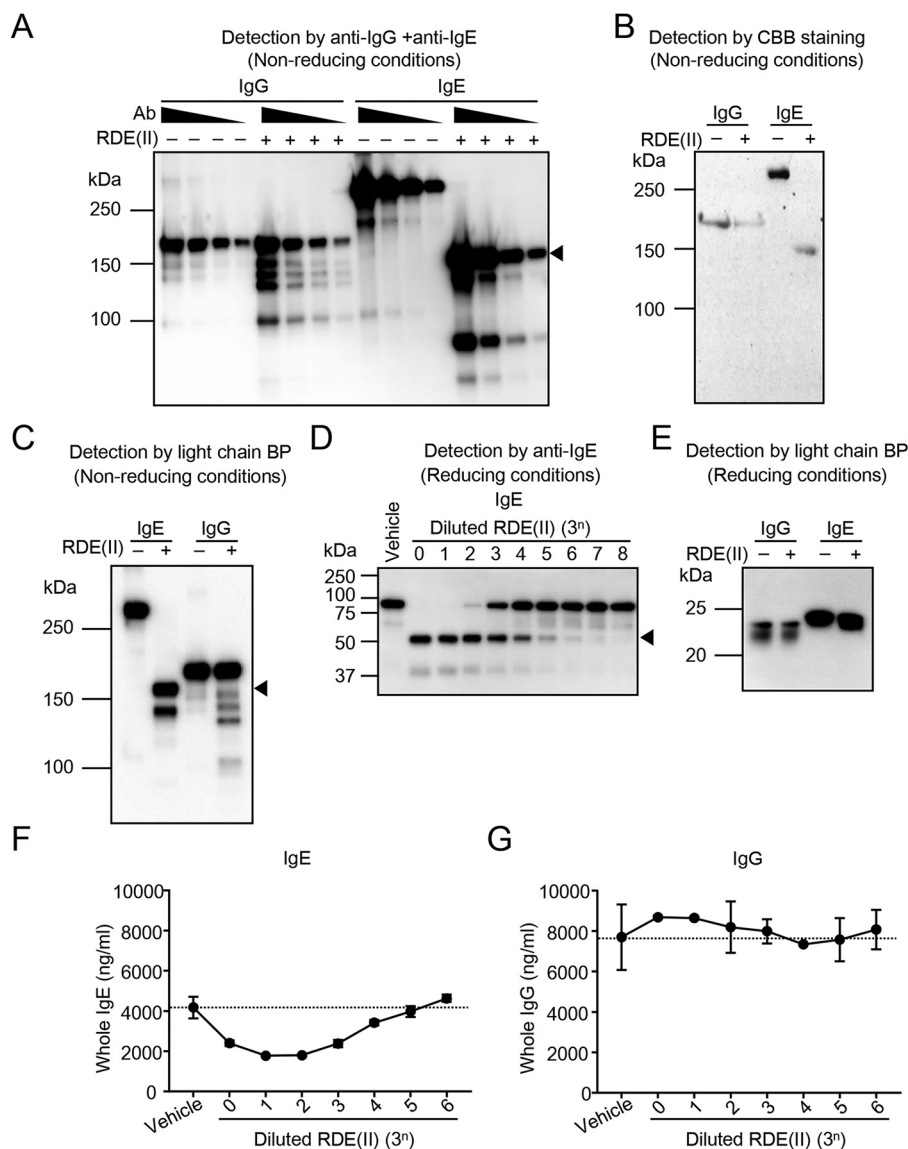 A
Detection by anti-IgG +anti-IgE
(Non-reducing conditions)
IgG IgE
Ab
RDE(II) − − − − + + + + − − − − + + + +
kDa
250
150
100
B
Detection by CBB staining
(Non-reducing conditions)
IgG IgE
RDE(II) − + − +
kDa
250
150
100
C
Detection by light chain BP
(Non-reducing conditions)
IgE IgG
RDE(II) − + − +
kDa
250
150
100
D
Detection by anti-IgE
(Reducing conditions)
IgE
Vehicle
Diluted RDE(II) (3ⁿ)
0 1 2 3 4 5 6 7 8
kDa
250
100
75
50
37
E
Detection by light chain BP
(Reducing conditions)
IgG IgE
RDE(II) − + − +
kDa
25
20
F
IgE
Whole IgE (ng/ml)
10000
8000
6000
4000
2000
0
Vehicle 0 1 2 3 4 5 6
Diluted RDE(II) (3ⁿ)
G
IgG
Whole IgG (ng/ml)
10000
8000
6000
4000
2000
0
Vehicle 0 1 2 3 4 5 6
Diluted RDE(II) (3ⁿ)